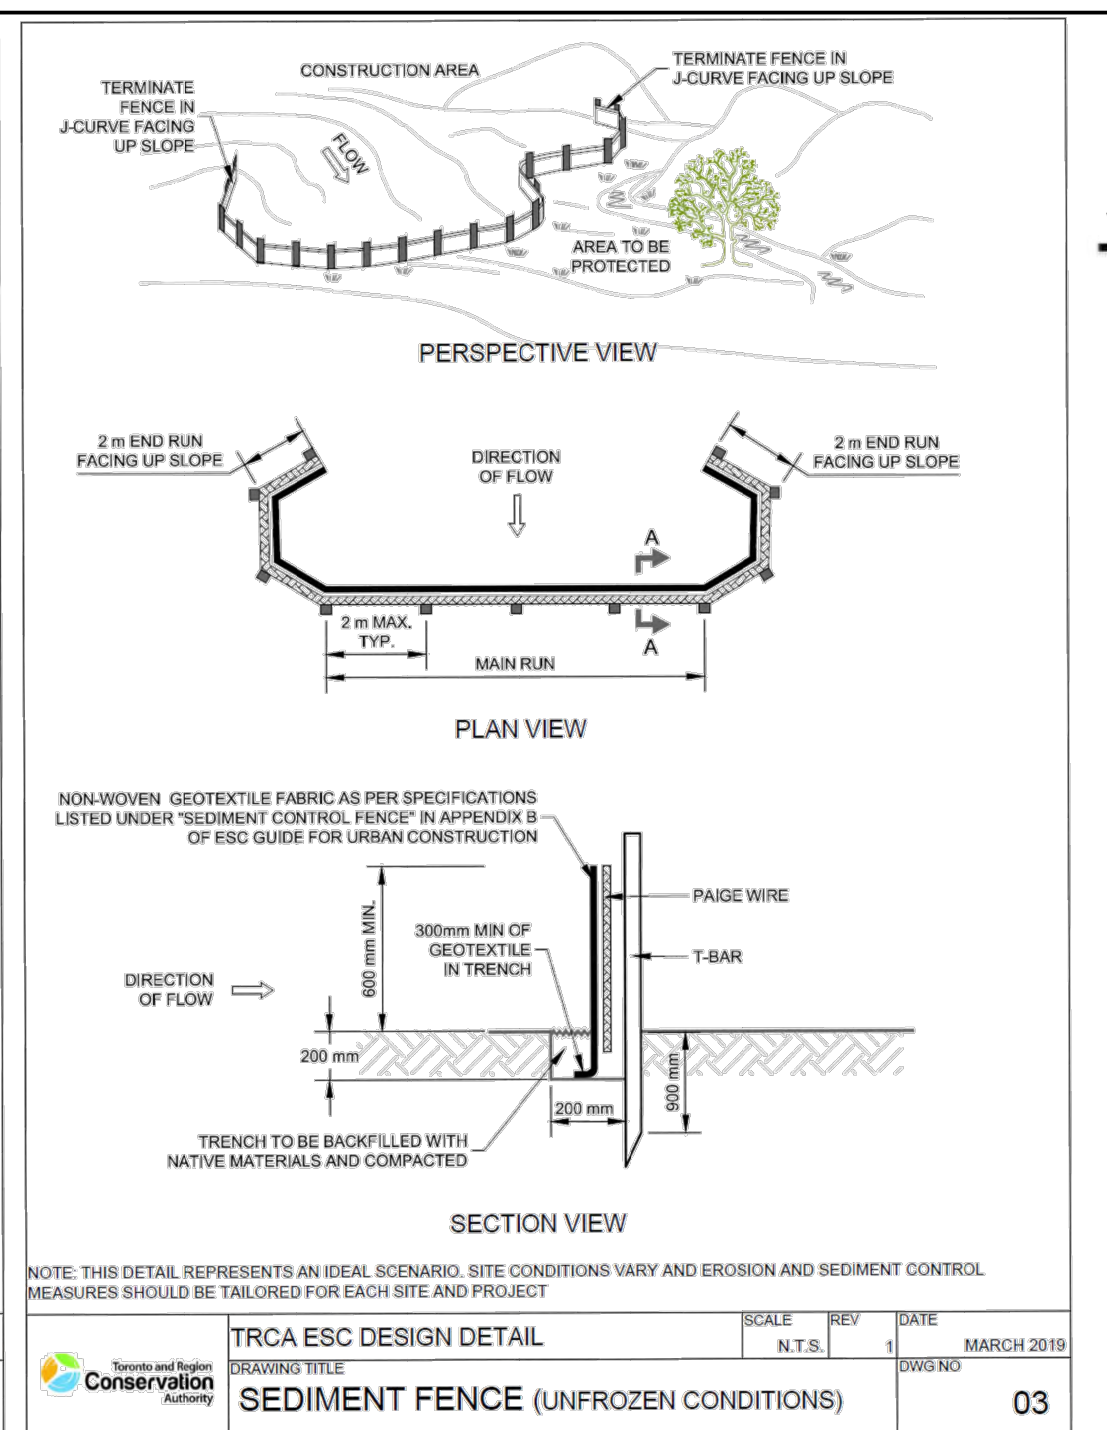 CONSTRUCTION AREA
TERMINATE FENCE IN
J-CURVE FACING UP SLOPE
TERMINATE
FENCE IN
J-CURVE FACING
UP SLOPE
FLOW
AREA TO BE
PROTECTED
PERSPECTIVE VIEW
2 m END RUN
FACING UP SLOPE
DIRECTION
OF FLOW
2 m END RUN
FACING UP SLOPE
A
2 m MAX.
TYP.
A
MAIN RUN
PLAN VIEW
NON-WOVEN GEOTEXTILE FABRIC AS PER SPECIFICATIONS
LISTED UNDER "SEDIMENT CONTROL FENCE" IN APPENDIX B
OF ESC GUIDE FOR URBAN CONSTRUCTION
PAIGE WIRE
600 mm MIN.
300mm MIN OF
GEOTEXTILE
IN TRENCH
T-BAR
DIRECTION
OF FLOW
200 mm
900 mm
200 mm
TRENCH TO BE BACKFILLED WITH
NATIVE MATERIALS AND COMPACTED
SECTION VIEW
NOTE: THIS DETAIL REPRESENTS AN IDEAL SCENARIO. SITE CONDITIONS VARY AND EROSION AND SEDIMENT CONTROL
MEASURES SHOULD BE TAILORED FOR EACH SITE AND PROJECT
Toronto and Region
Conservation
Authority
TRCA ESC DESIGN DETAIL
SCALE
N.T.S.
REV
1
DATE
MARCH 2019
DRAWING TITLE
SEDIMENT FENCE (UNFROZEN CONDITIONS)
DWG NO
03